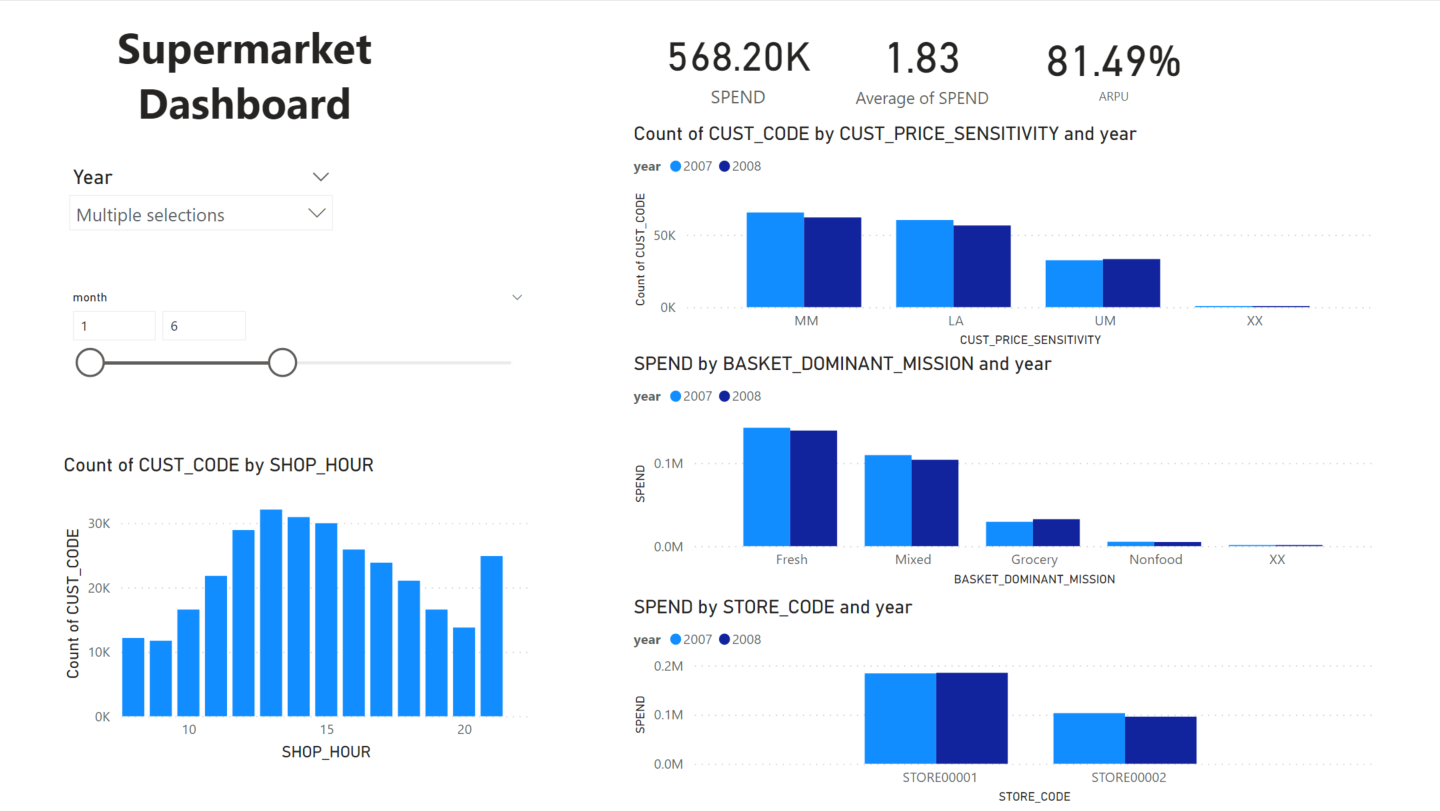 Supermarket
Dashboard
Year
Multiple selections
month
1 6
Count of CUST_CODE by SHOP_HOUR
Count of CUST_CODE
30K
20K
10K
0K
10 15 20
SHOP_HOUR
568.20K
SPEND
1.83
Average of SPEND
81.49%
ARPU
Count of CUST_CODE by CUST_PRICE_SENSITIVITY and year
year 2007 2008
Count of CUST_CODE
50K
0K
MM LA UM XX
CUST_PRICE_SENSITIVITY
SPEND by BASKET_DOMINANT_MISSION and year
year 2007 2008
SPEND
0.1M
0.0M
Fresh Mixed Grocery Nonfood XX
BASKET_DOMINANT_MISSION
SPEND by STORE_CODE and year
year 2007 2008
SPEND
0.2M
0.1M
0.0M
STORE00001 STORE00002
STORE_CODE